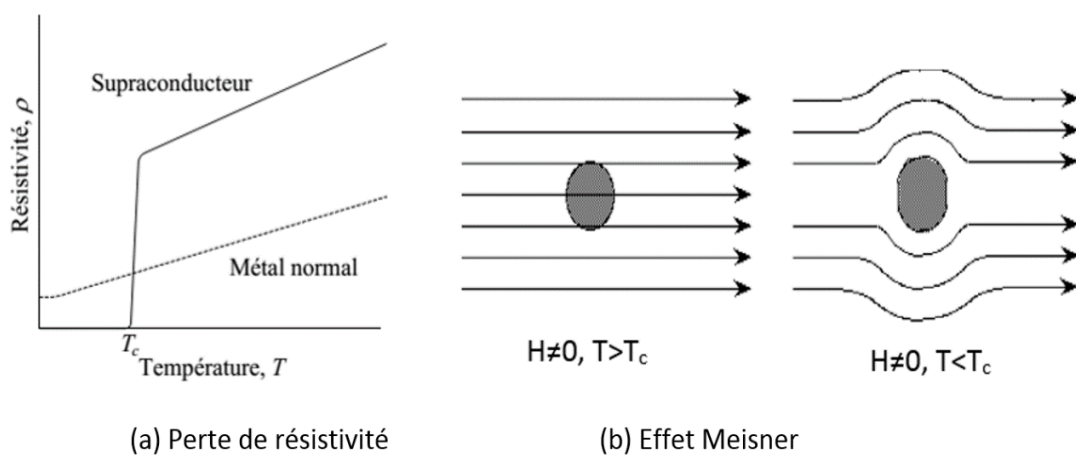 Résistivité, ρ
Supraconducteur
Métal normal
Tc
Température, T
H≠0, T>Tc
H≠0, T<Tc
(a) Perte de résistivité
(b) Effet Meisner